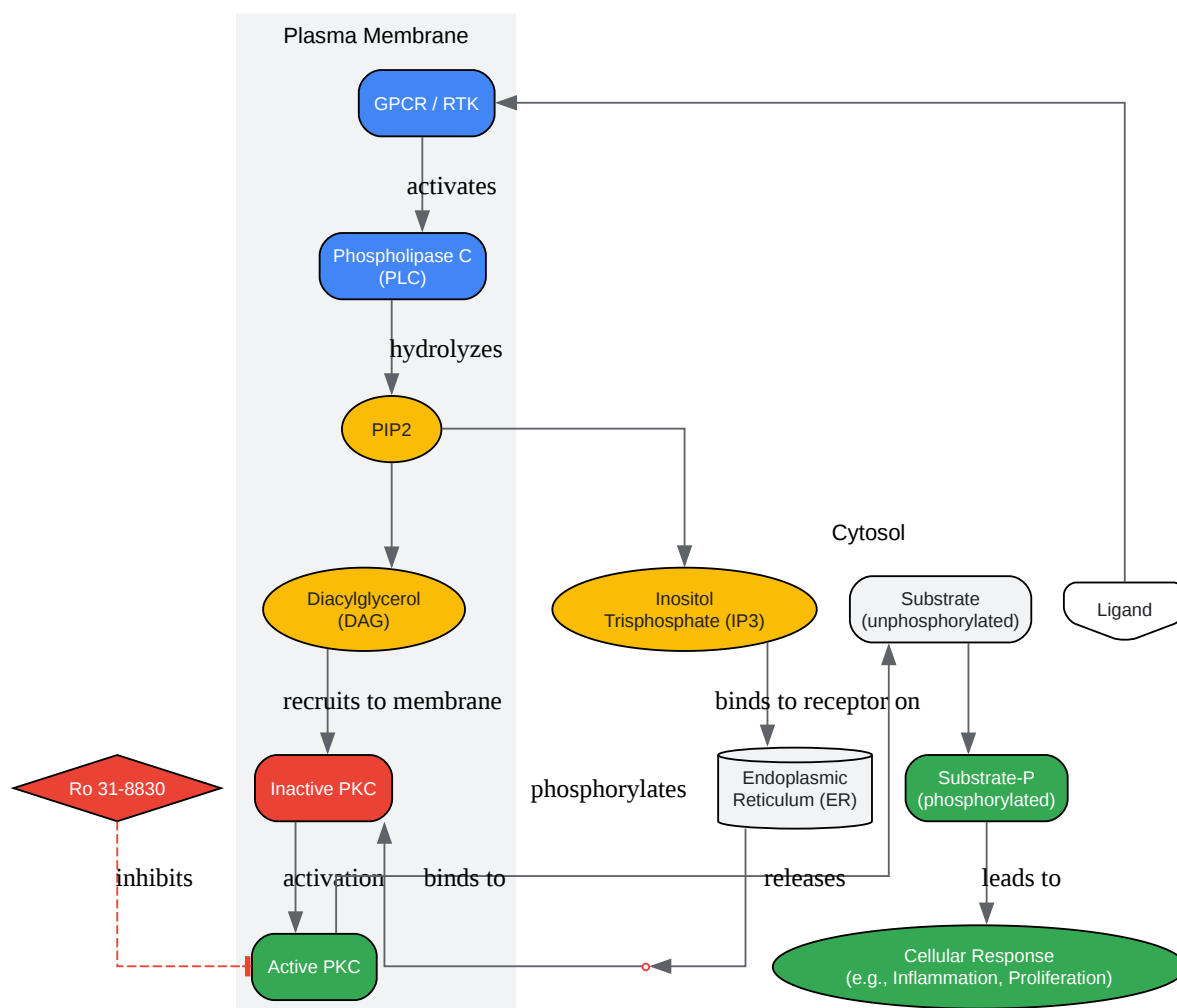 Plasma Membrane
GPCR / RTK
activates
Phospholipase C
(PLC)
hydrolyzes
PIP2
Cytosol
Diacylglycerol
(DAG)
Inositol
Trisphosphate (IP3)
Substrate
(unphosphorylated)
Ligand
recruits to membrane
binds to receptor on
Ro 31-8830
Inactive PKC
phosphorylates
Endoplasmic
Reticulum (ER)
Substrate-P
(phosphorylated)
inhibits
activation
binds to
releases
leads to
Active PKC
Cellular Response
(e.g., Inflammation, Proliferation)